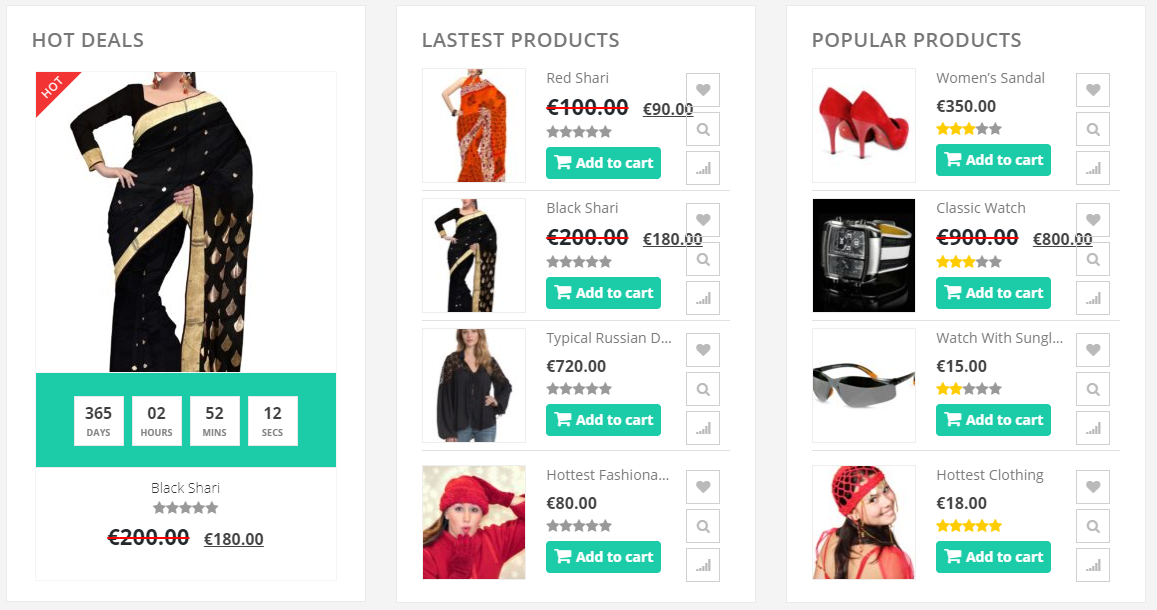 HOT DEALS
HOT
365 02 52 12
DAYS HOURS MINS SECS
Black Shari
€200.00 €180.00
LASTEST PRODUCTS
Red Shari
€100.00 €90.00
Add to cart
Black Shari
€200.00 €180.00
Add to cart
Typical Russian D...
€720.00
Add to cart
Hottest Fashiona...
€80.00
Add to cart
POPULAR PRODUCTS
Women’s Sandal
€350.00
Add to cart
Classic Watch
€900.00 €800.00
Add to cart
Watch With Sungl...
€15.00
Add to cart
Hottest Clothing
€18.00
Add to cart